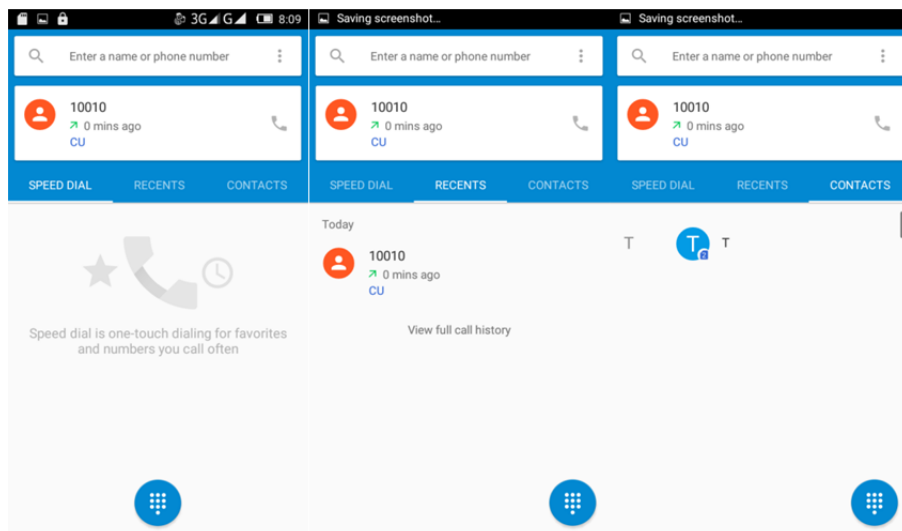 3G G 8:09
Enter a name or phone number
10010
0 mins ago
CU
SPEED DIAL RECENTS CONTACTS
Speed dial is one-touch dialing for favorites
and numbers you call often
Saving screenshot...
Enter a name or phone number
10010
0 mins ago
CU
SPEED DIAL RECENTS CONTACTS
Today
10010
0 mins ago
CU
View full call history
Saving screenshot...
Enter a name or phone number
10010
0 mins ago
CU
SPEED DIAL RECENTS CONTACTS
T T T